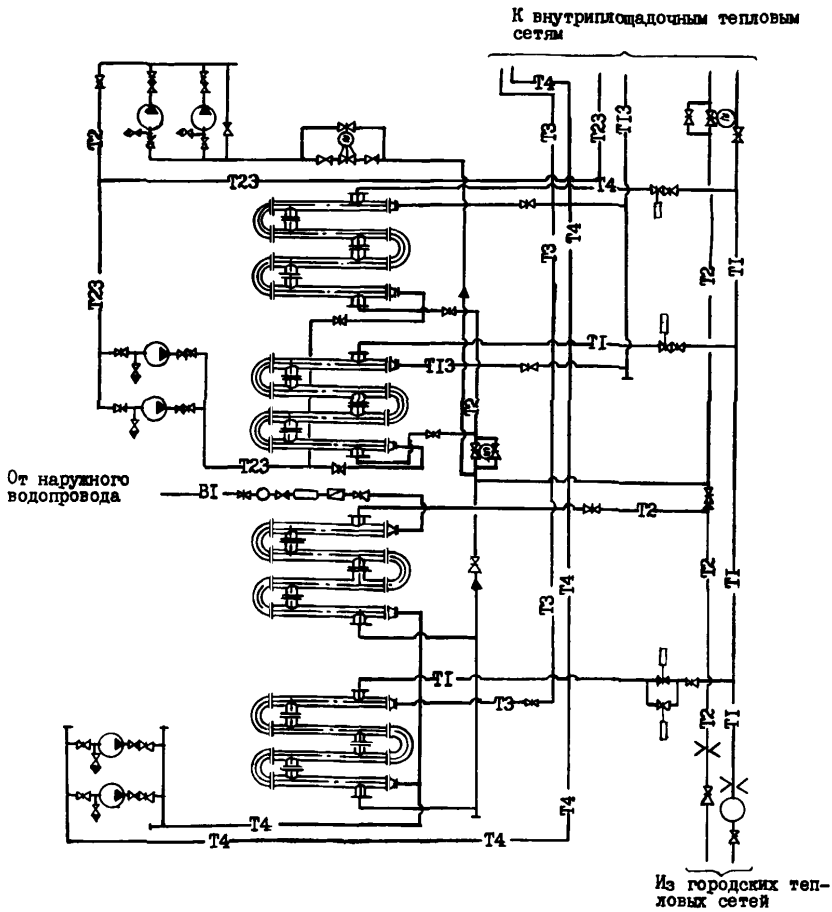 К внутриплощадочным тепловым
сетям
Т4
Т2
Т3
Т23
Т13
Т23
Т4
Т4
Т3
Т2
Т1
Т23
Т1
Т13
Т2
Т23
От наружного
водопровода
В1
Т2
Т2
Т1
Т4
Т3
Т1
Т3
Т2
Т1
Т4
Т4
Т4
Т4
Из городских теп-
ловых сетей